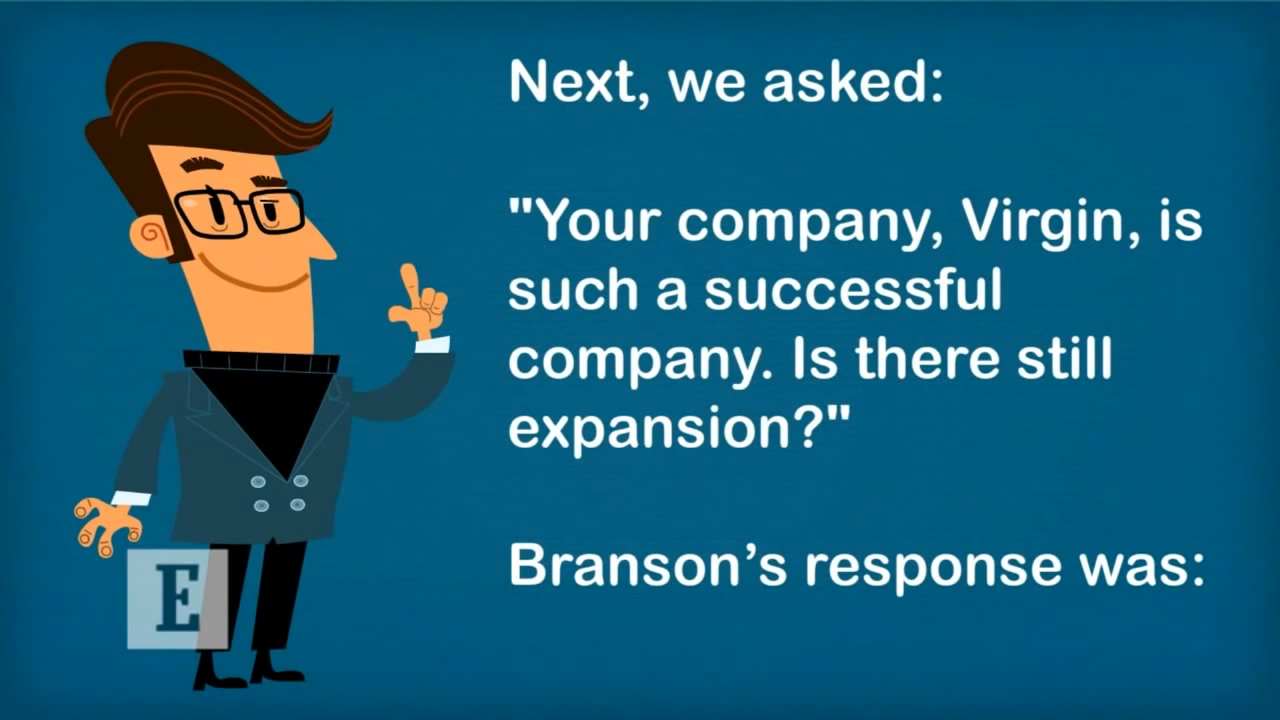 Next, we asked:
"Your company, Virgin, is
such a successful
company. Is there still
expansion?"
Branson’s response was:
E